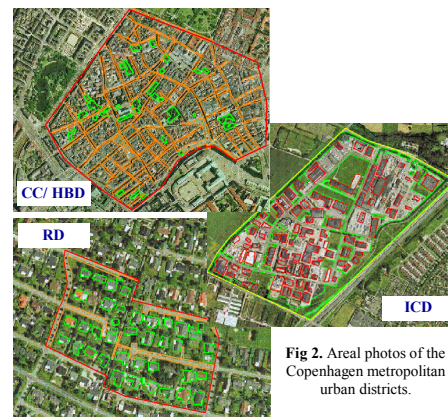 CC/ HBD
RD
ICD
Fig 2. Areal photos of the
Copenhagen metropolitan
urban districts.